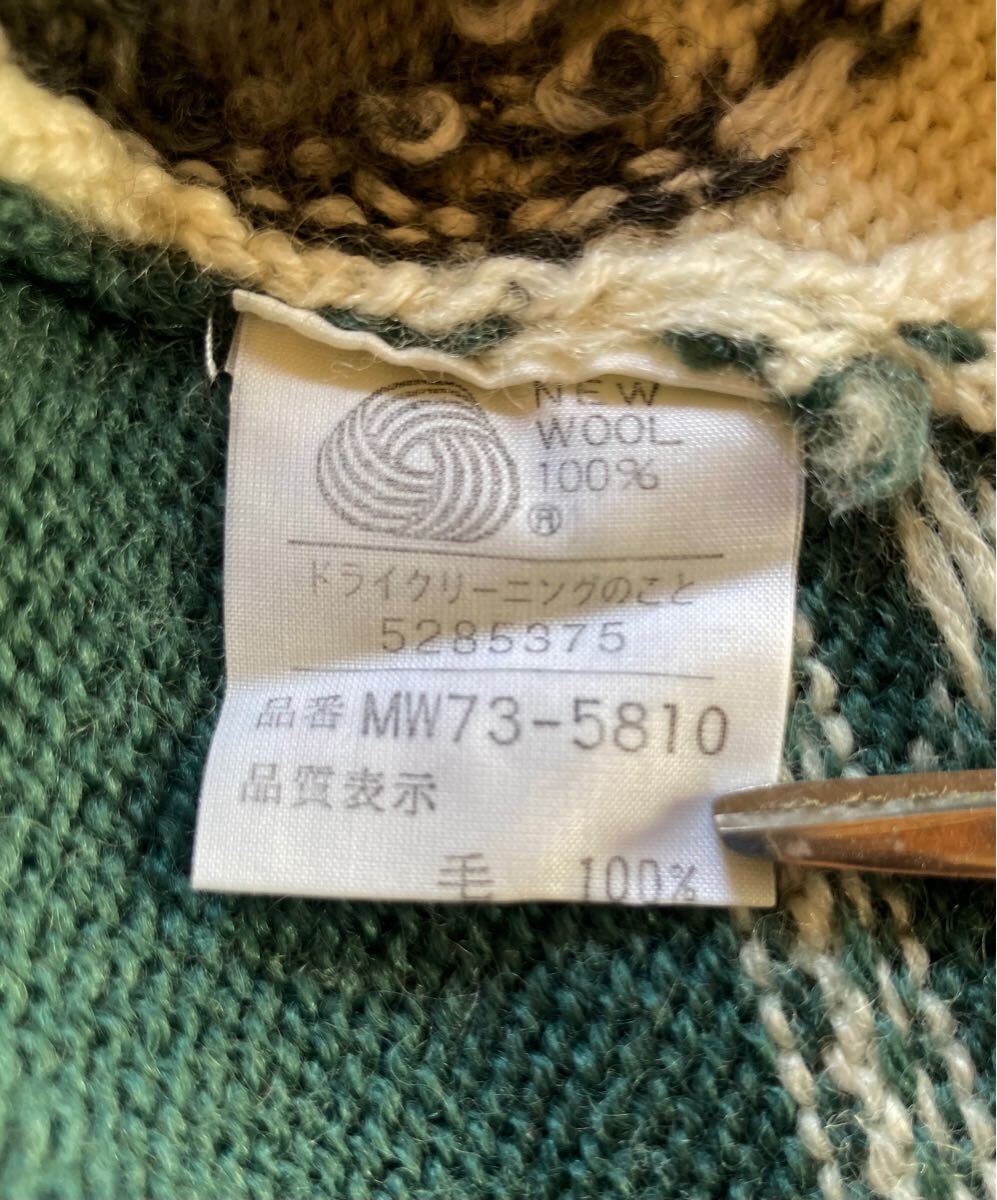 NEW
WOOL
100%
®
ドライクリーニングのこと
5285375
品番 MW73-5810
品質表示
毛 100%